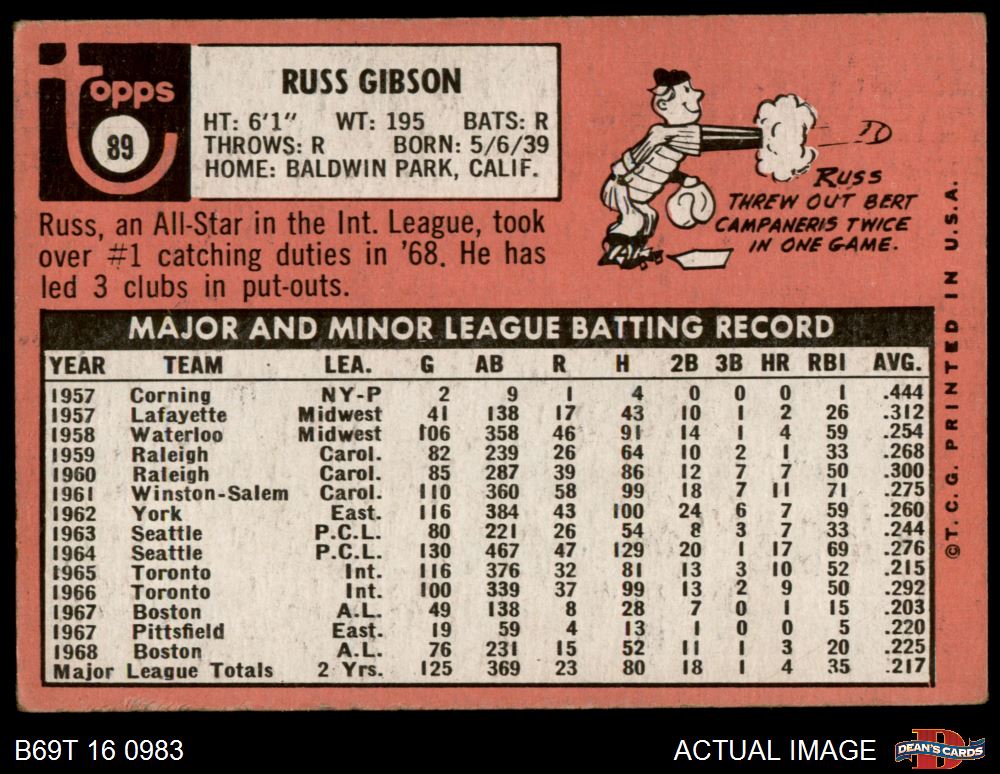 Topps
89
RUSS GIBSON
HT: 6'1" WT: 195 BATS: R
THROWS: R BORN: 5/6/39
HOME: BALDWIN PARK, CALIF.
RUSS
THREW OUT BERT
CAMPANERIS TWICE
IN ONE GAME.
Russ, an All-Star in the Int. League, took
over #1 catching duties in '68. He has
led 3 clubs in put-outs.
MAJOR AND MINOR LEAGUE BATTING RECORD
YEAR TEAM LEA. G AB R H 2B 3B HR RBI AVG.
1957 Corning NY-P 2 9 1 4 0 0 0 1 .444
1957 Lafayette Midwest 41 138 17 43 10 1 2 26 .312
1958 Waterloo Midwest 106 358 46 91 14 1 4 59 .254
1959 Raleigh Carol. 82 239 26 64 10 2 1 33 .268
1960 Raleigh Carol. 85 287 39 86 12 7 7 50 .300
1961 Winston-Salem Carol. 110 360 58 99 18 7 11 71 .275
1962 York East. 116 384 43 100 24 6 7 59 .260
1963 Seattle P.C.L. 80 221 26 54 8 3 7 33 .244
1964 Seattle P.C.L. 130 467 47 129 20 1 17 69 .276
1965 Toronto Int. 116 376 32 81 13 3 10 52 .215
1966 Toronto Int. 100 339 37 99 13 2 9 50 .292
1967 Boston A.L. 49 138 8 28 7 0 1 15 .203
1967 Pittsfield East. 19 59 4 13 1 0 0 5 .220
1968 Boston A.L. 76 231 15 52 11 1 3 20 .225
Major League Totals 2 Yrs. 125 369 23 80 18 1 4 35 .217
©T.C.G. PRINTED IN U.S.A.
B69T 16 0983
ACTUAL IMAGE
D
DEAN'S CARDS